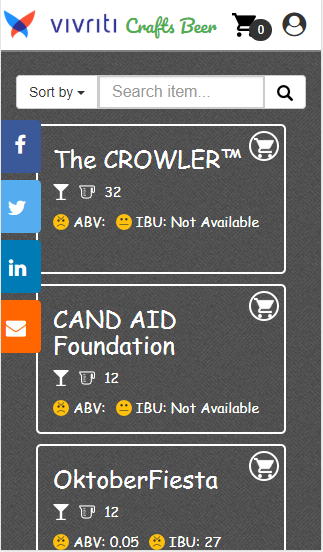 vivriti Crafts Beer 0
Sort by Search item...
The CROWLER™
32
ABV: IBU: Not Available
CAND AID
Foundation
12
ABV: IBU: Not Available
OktoberFiesta
12
ABV: 0.05 IBU: 27